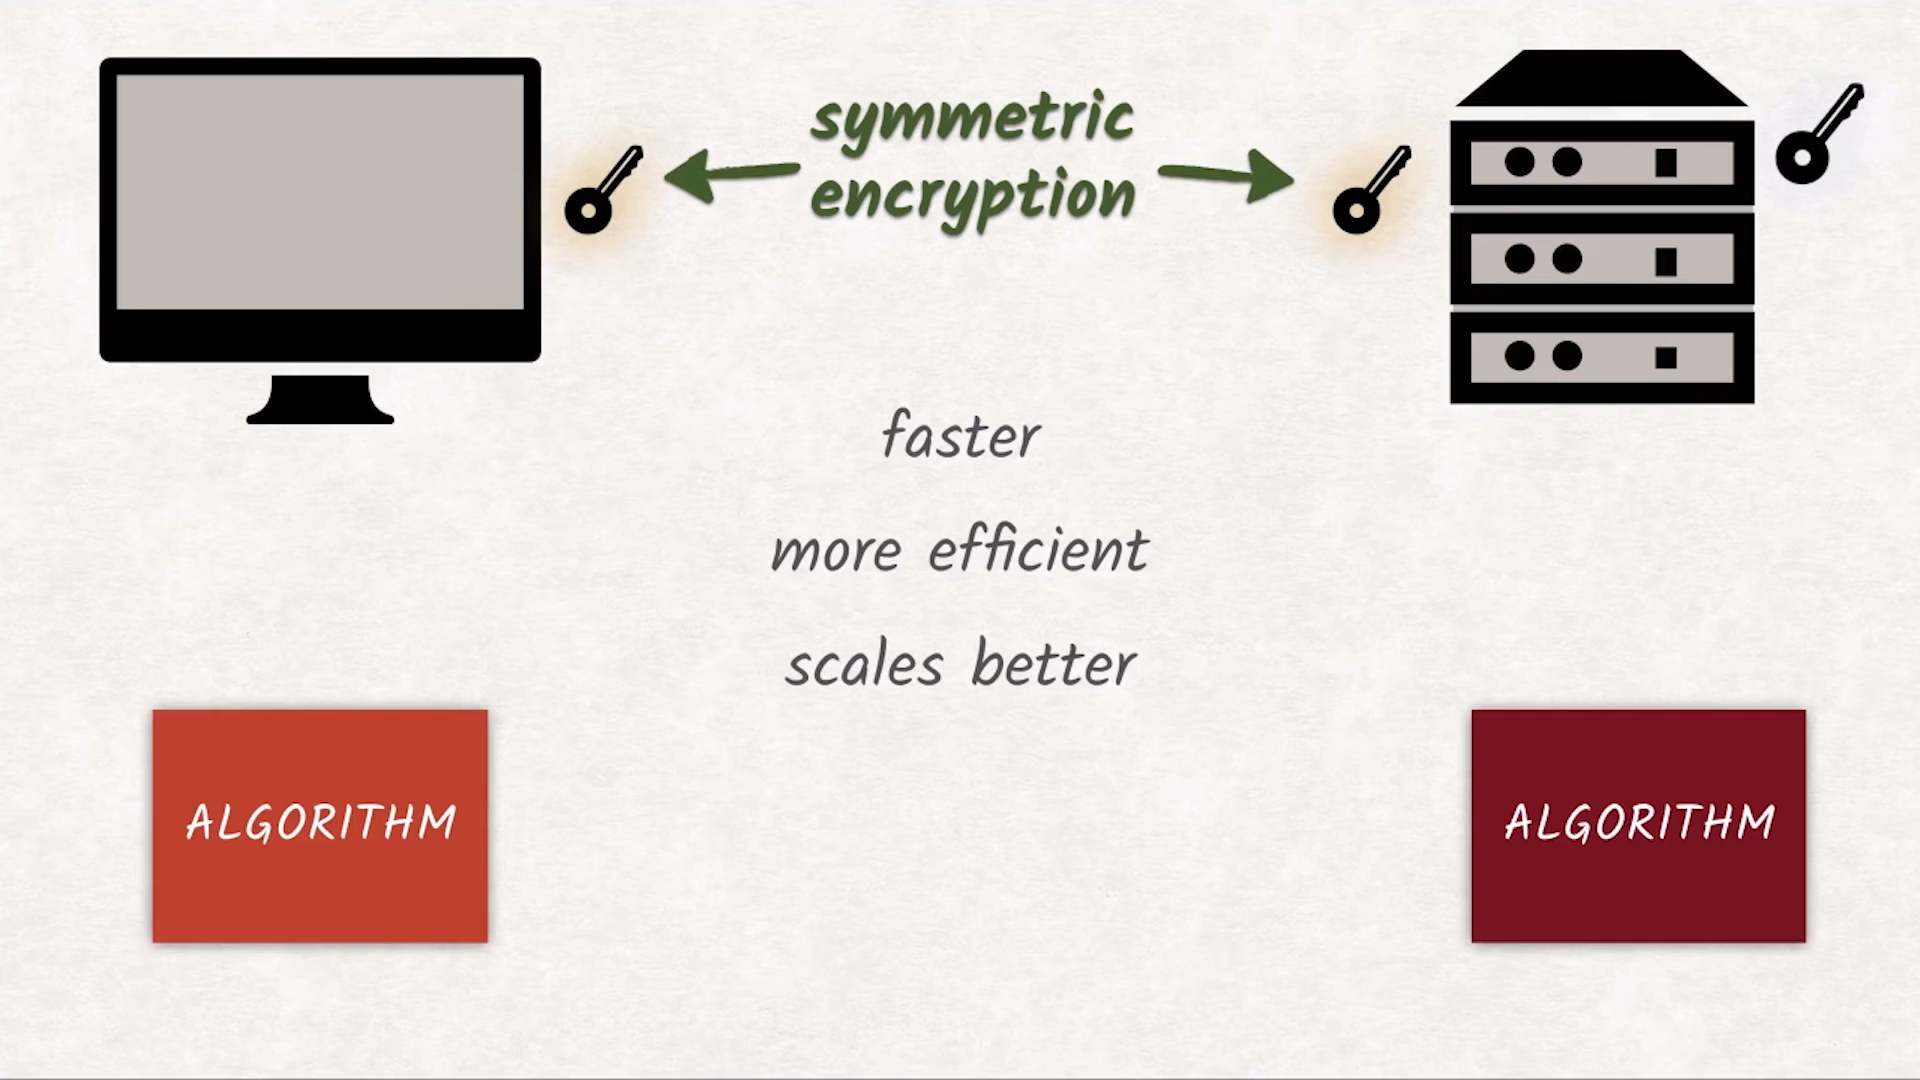 symmetric
encryption
faster
more efficient
scales better
ALGORITHM
ALGORITHM